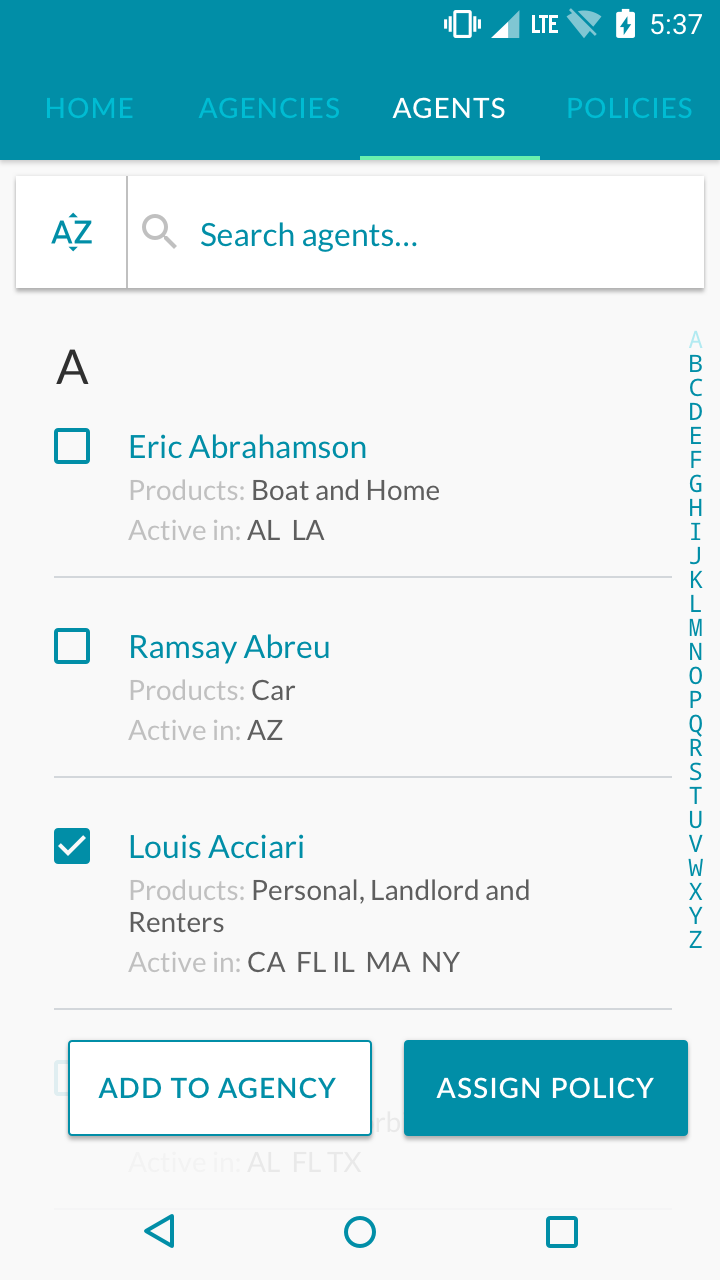 LTE 5:37
HOME AGENCIES AGENTS POLICIES
AZ Search agents...
A
Eric Abrahamson
Products: Boat and Home
Active in: AL LA
Ramsay Abreu
Products: Car
Active in: AZ
Louis Acciari
Products: Personal, Landlord and
Renters
Active in: CA FL IL MA NY
ADD TO AGENCY ASSIGN POLICY
Active in: AL FL TX
A
B
C
D
E
F
G
H
I
J
K
L
M
N
O
P
Q
R
S
T
U
V
W
X
Y
Z